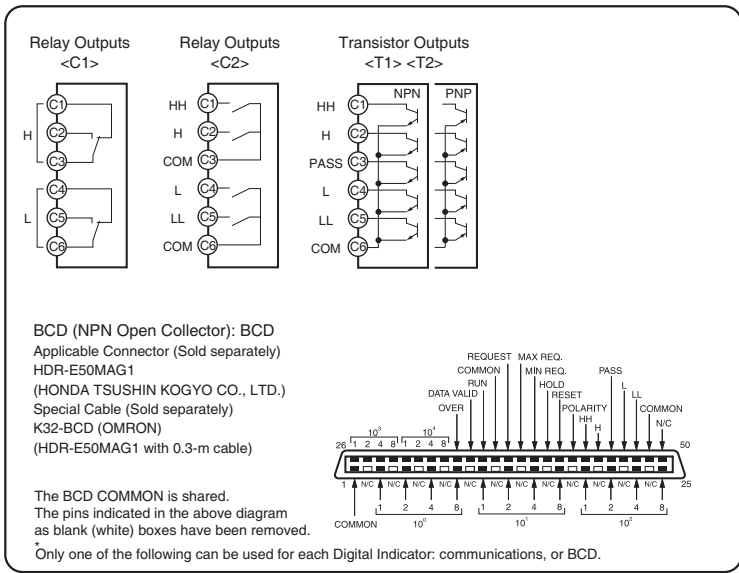 Relay Outputs
<C1>
C1
H
C2
C3
C4
L
C5
C6
Relay Outputs
<C2>
HH
C1
H
C2
COM
C3
L
C4
LL
C5
COM
C6
Transistor Outputs
<T1> <T2>
NPN
PNP
HH
C1
H
C2
PASS
C3
L
C4
LL
C5
COM
C6
BCD (NPN Open Collector): BCD
Applicable Connector (Sold separately)
HDR-E50MAG1
(HONDA TSUSHIN KOGYO CO., LTD.)
Special Cable (Sold separately)
K32-BCD (OMRON)
(HDR-E50MAG1 with 0.3-m cable)
The BCD COMMON is shared.
The pins indicated in the above diagram
as blank (white) boxes have been removed.
REQUEST MAX REQ.
COMMON MIN REQ. PASS
RUN HOLD L
DATA VALID RESET LL
OVER POLARITY COMMON
HH
H
N/C
10³ 10⁴
26 1 2 4 8 1 2 4 8 50
1 N/C N/C N/C N/C N/C N/C N/C N/C N/C N/C N/C N/C 25
1 2 4 8 1 2 4 8 1 2 4 8
COMMON 10⁰ 10¹ 10²
*Only one of the following can be used for each Digital Indicator: communications, or BCD.